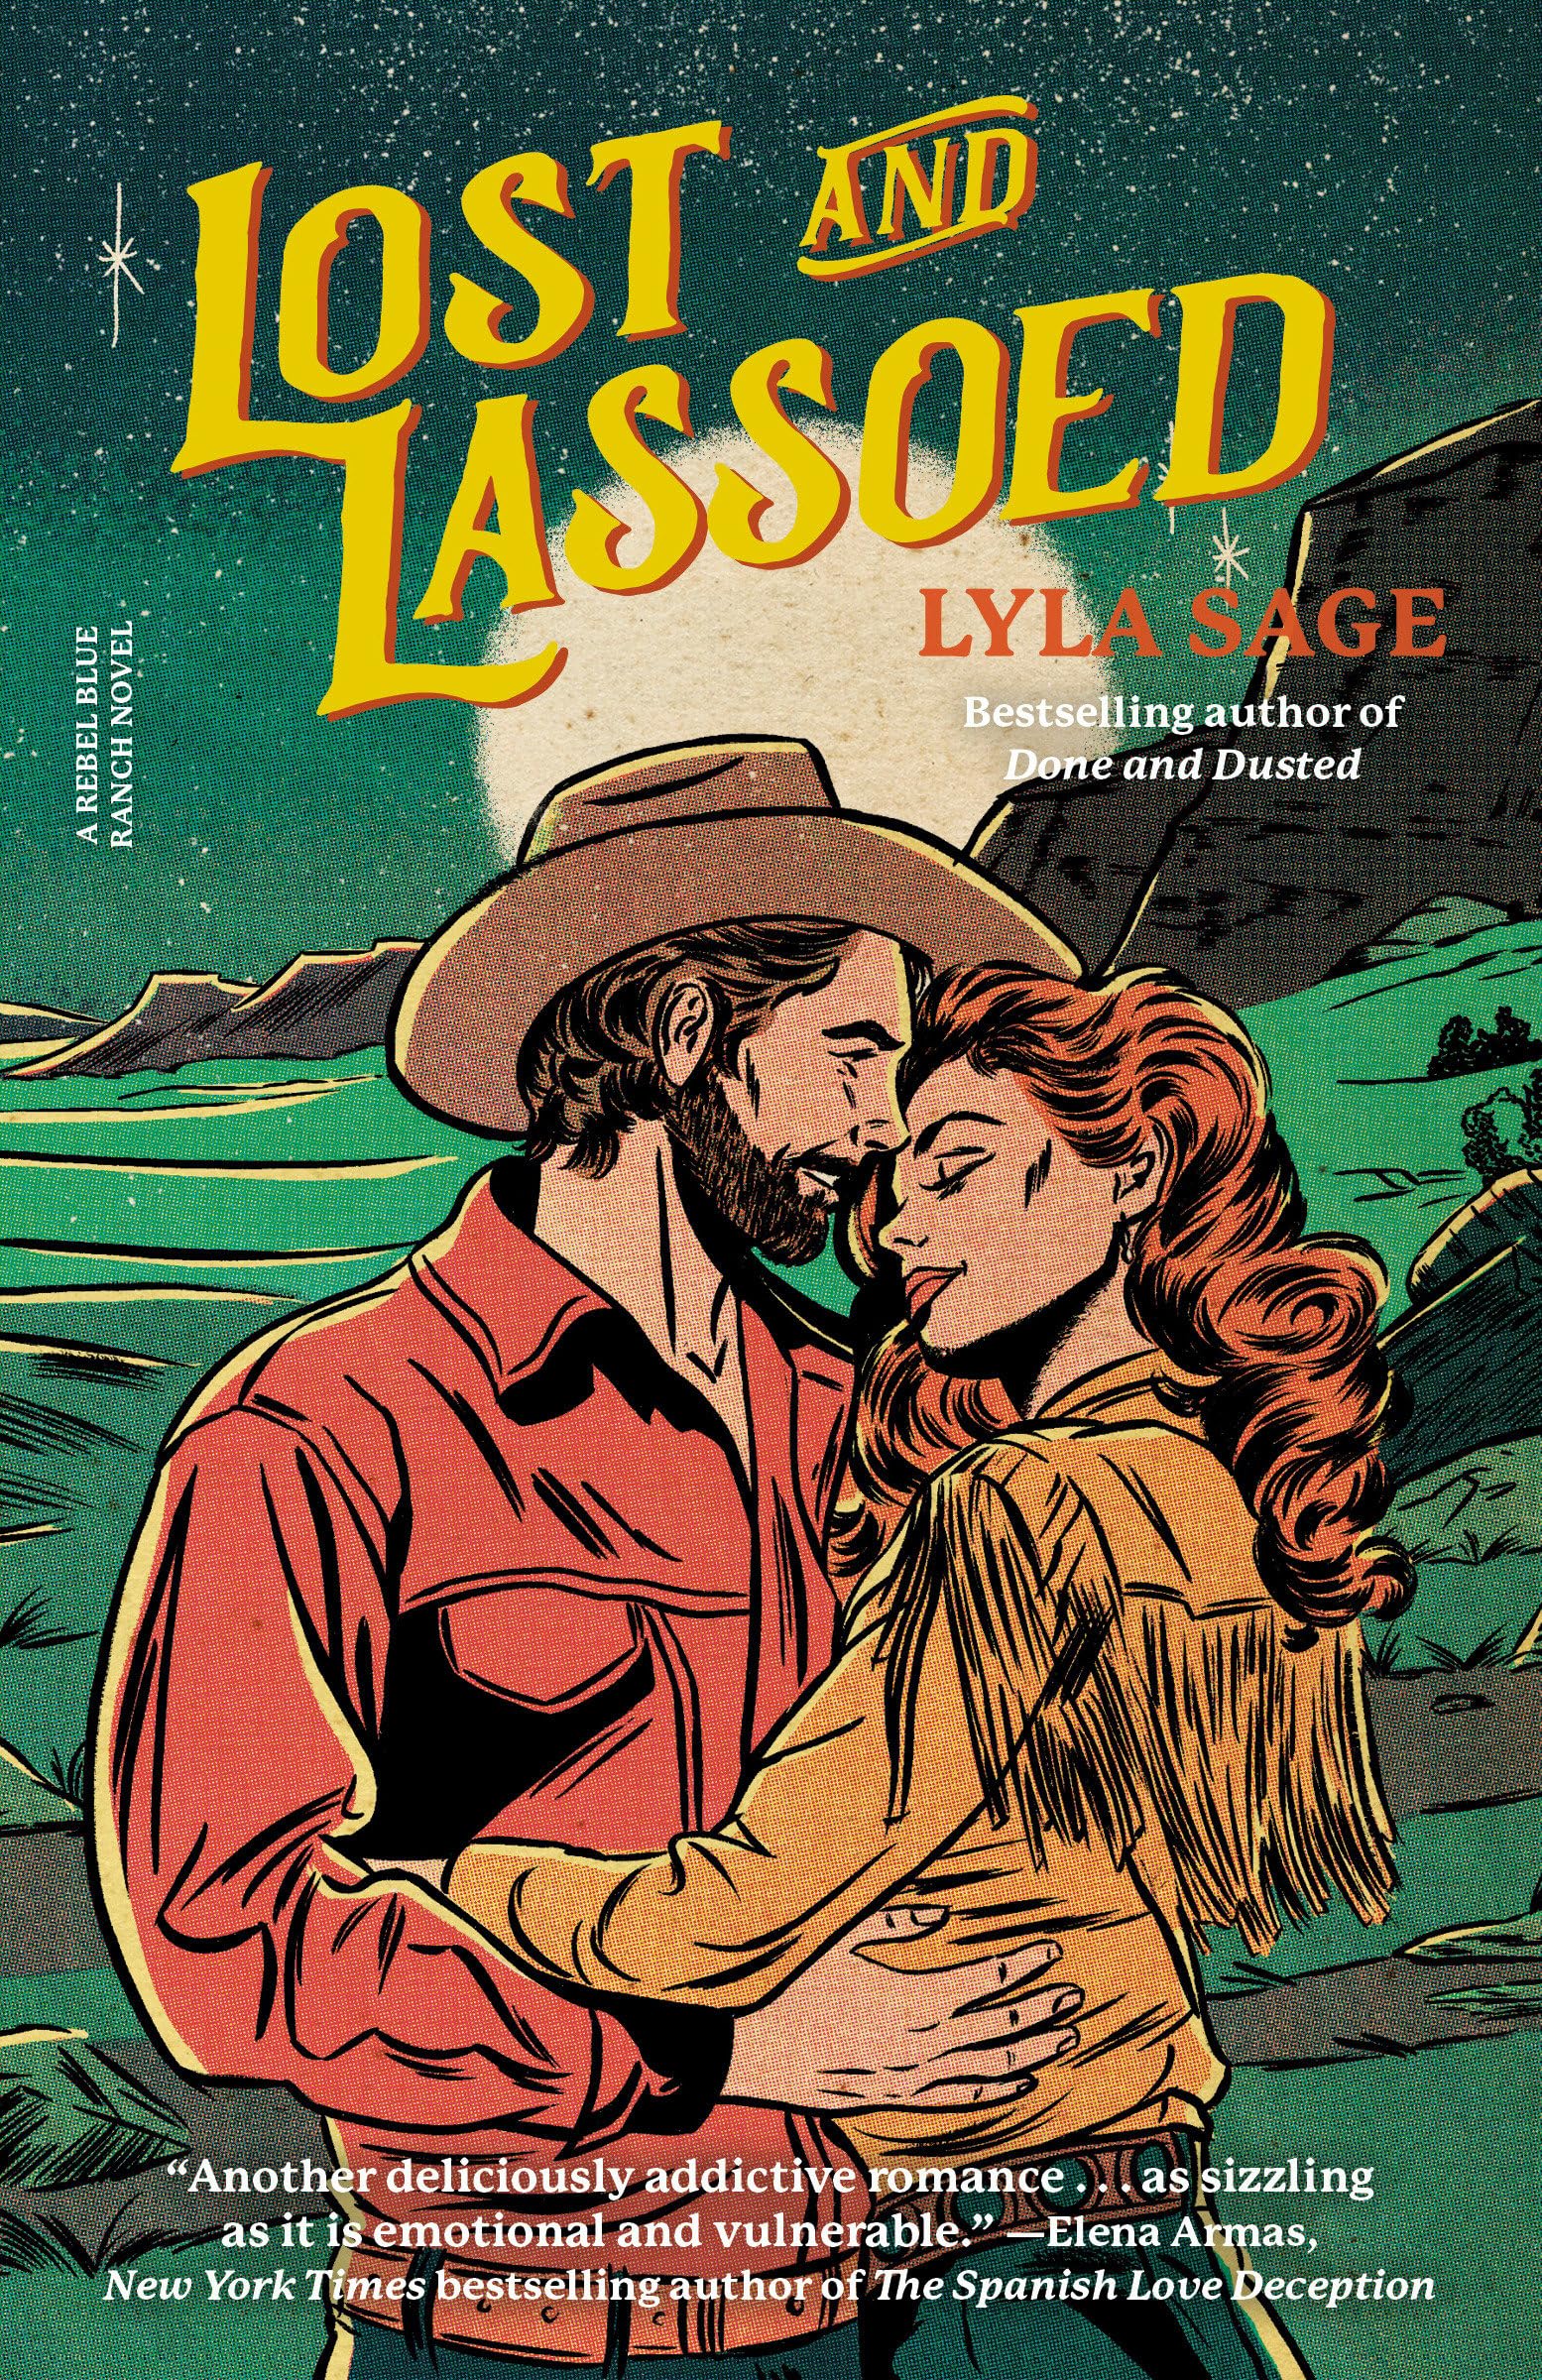 LOST AND
LASSOED
LYLA SAGE
Bestselling author of
Done and Dusted
A REBEL BLUE
RANCH NOVEL
“Another deliciously addictive romance . . . as sizzling
as it is emotional and vulnerable.” —Elena Armas,
New York Times bestselling author of The Spanish Love Deception